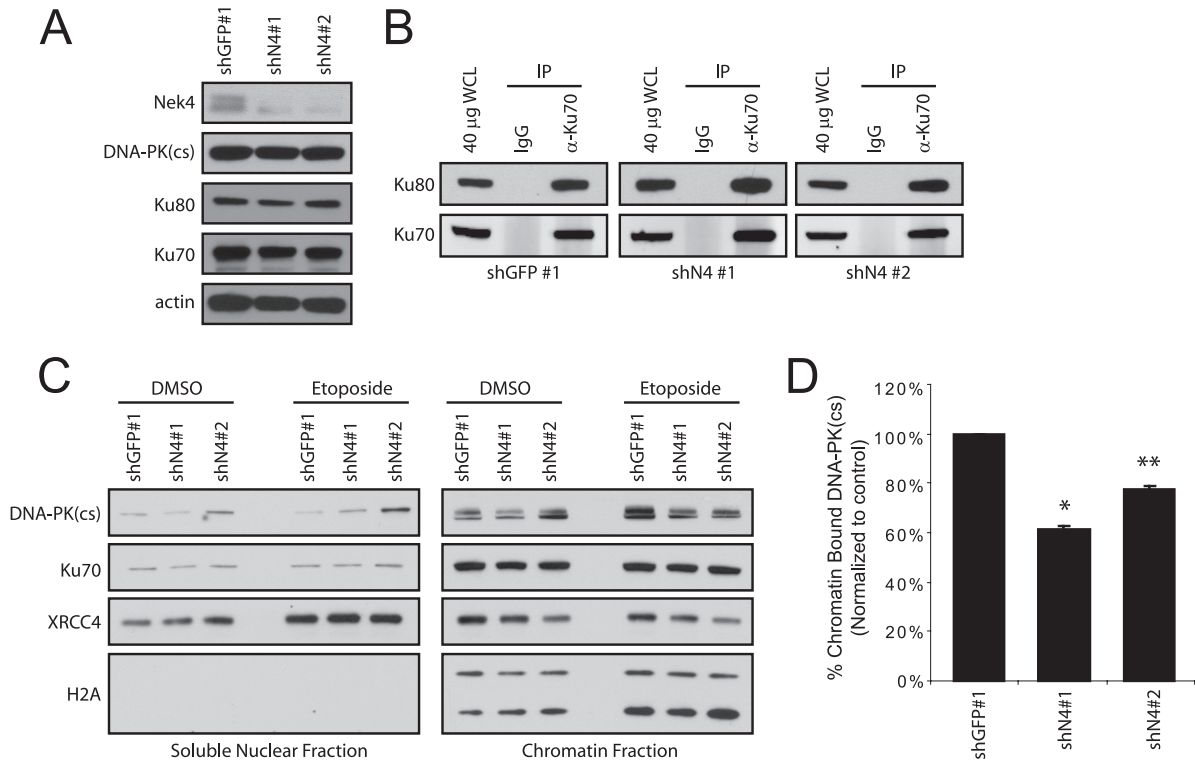 A
shGFP#1
shN4#1
shN4#2
Nek4
DNA-PK(cs)
Ku80
Ku70
actin
B
IP
IP
IP
40 µg WCL
IgG
α-Ku70
40 µg WCL
IgG
α-Ku70
40 µg WCL
IgG
α-Ku70
Ku80
Ku70
shGFP #1
shN4 #1
shN4 #2
C
DMSO
Etoposide
DMSO
Etoposide
shGFP#1
shN4#1
shN4#2
shGFP#1
shN4#1
shN4#2
shGFP#1
shN4#1
shN4#2
shGFP#1
shN4#1
shN4#2
DNA-PK(cs)
Ku70
XRCC4
H2A
Soluble Nuclear Fraction
Chromatin Fraction
D
% Chromatin Bound DNA-PK(cs)
(Normalized to control)
120%
100%
80%
60%
40%
20%
0%
*
**
shGFP#1
shN4#1
shN4#2